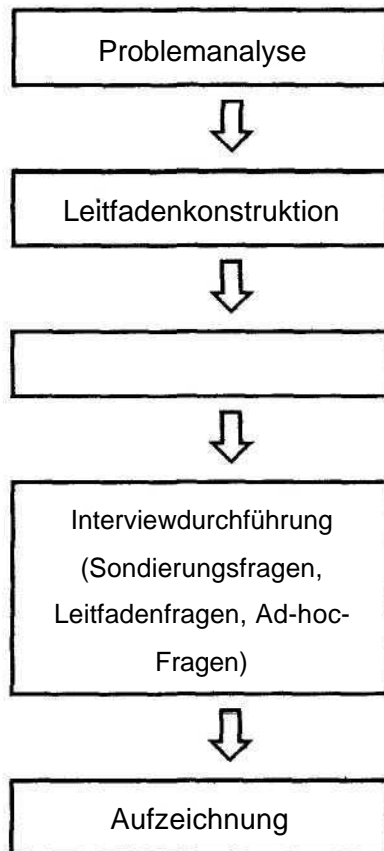 Problemanalyse
Leitfadenkonstruktion
Interviewdurchführung
(Sondierungsfragen,
Leitfadenfragen, Ad-hoc-
Fragen)
Aufzeichnung